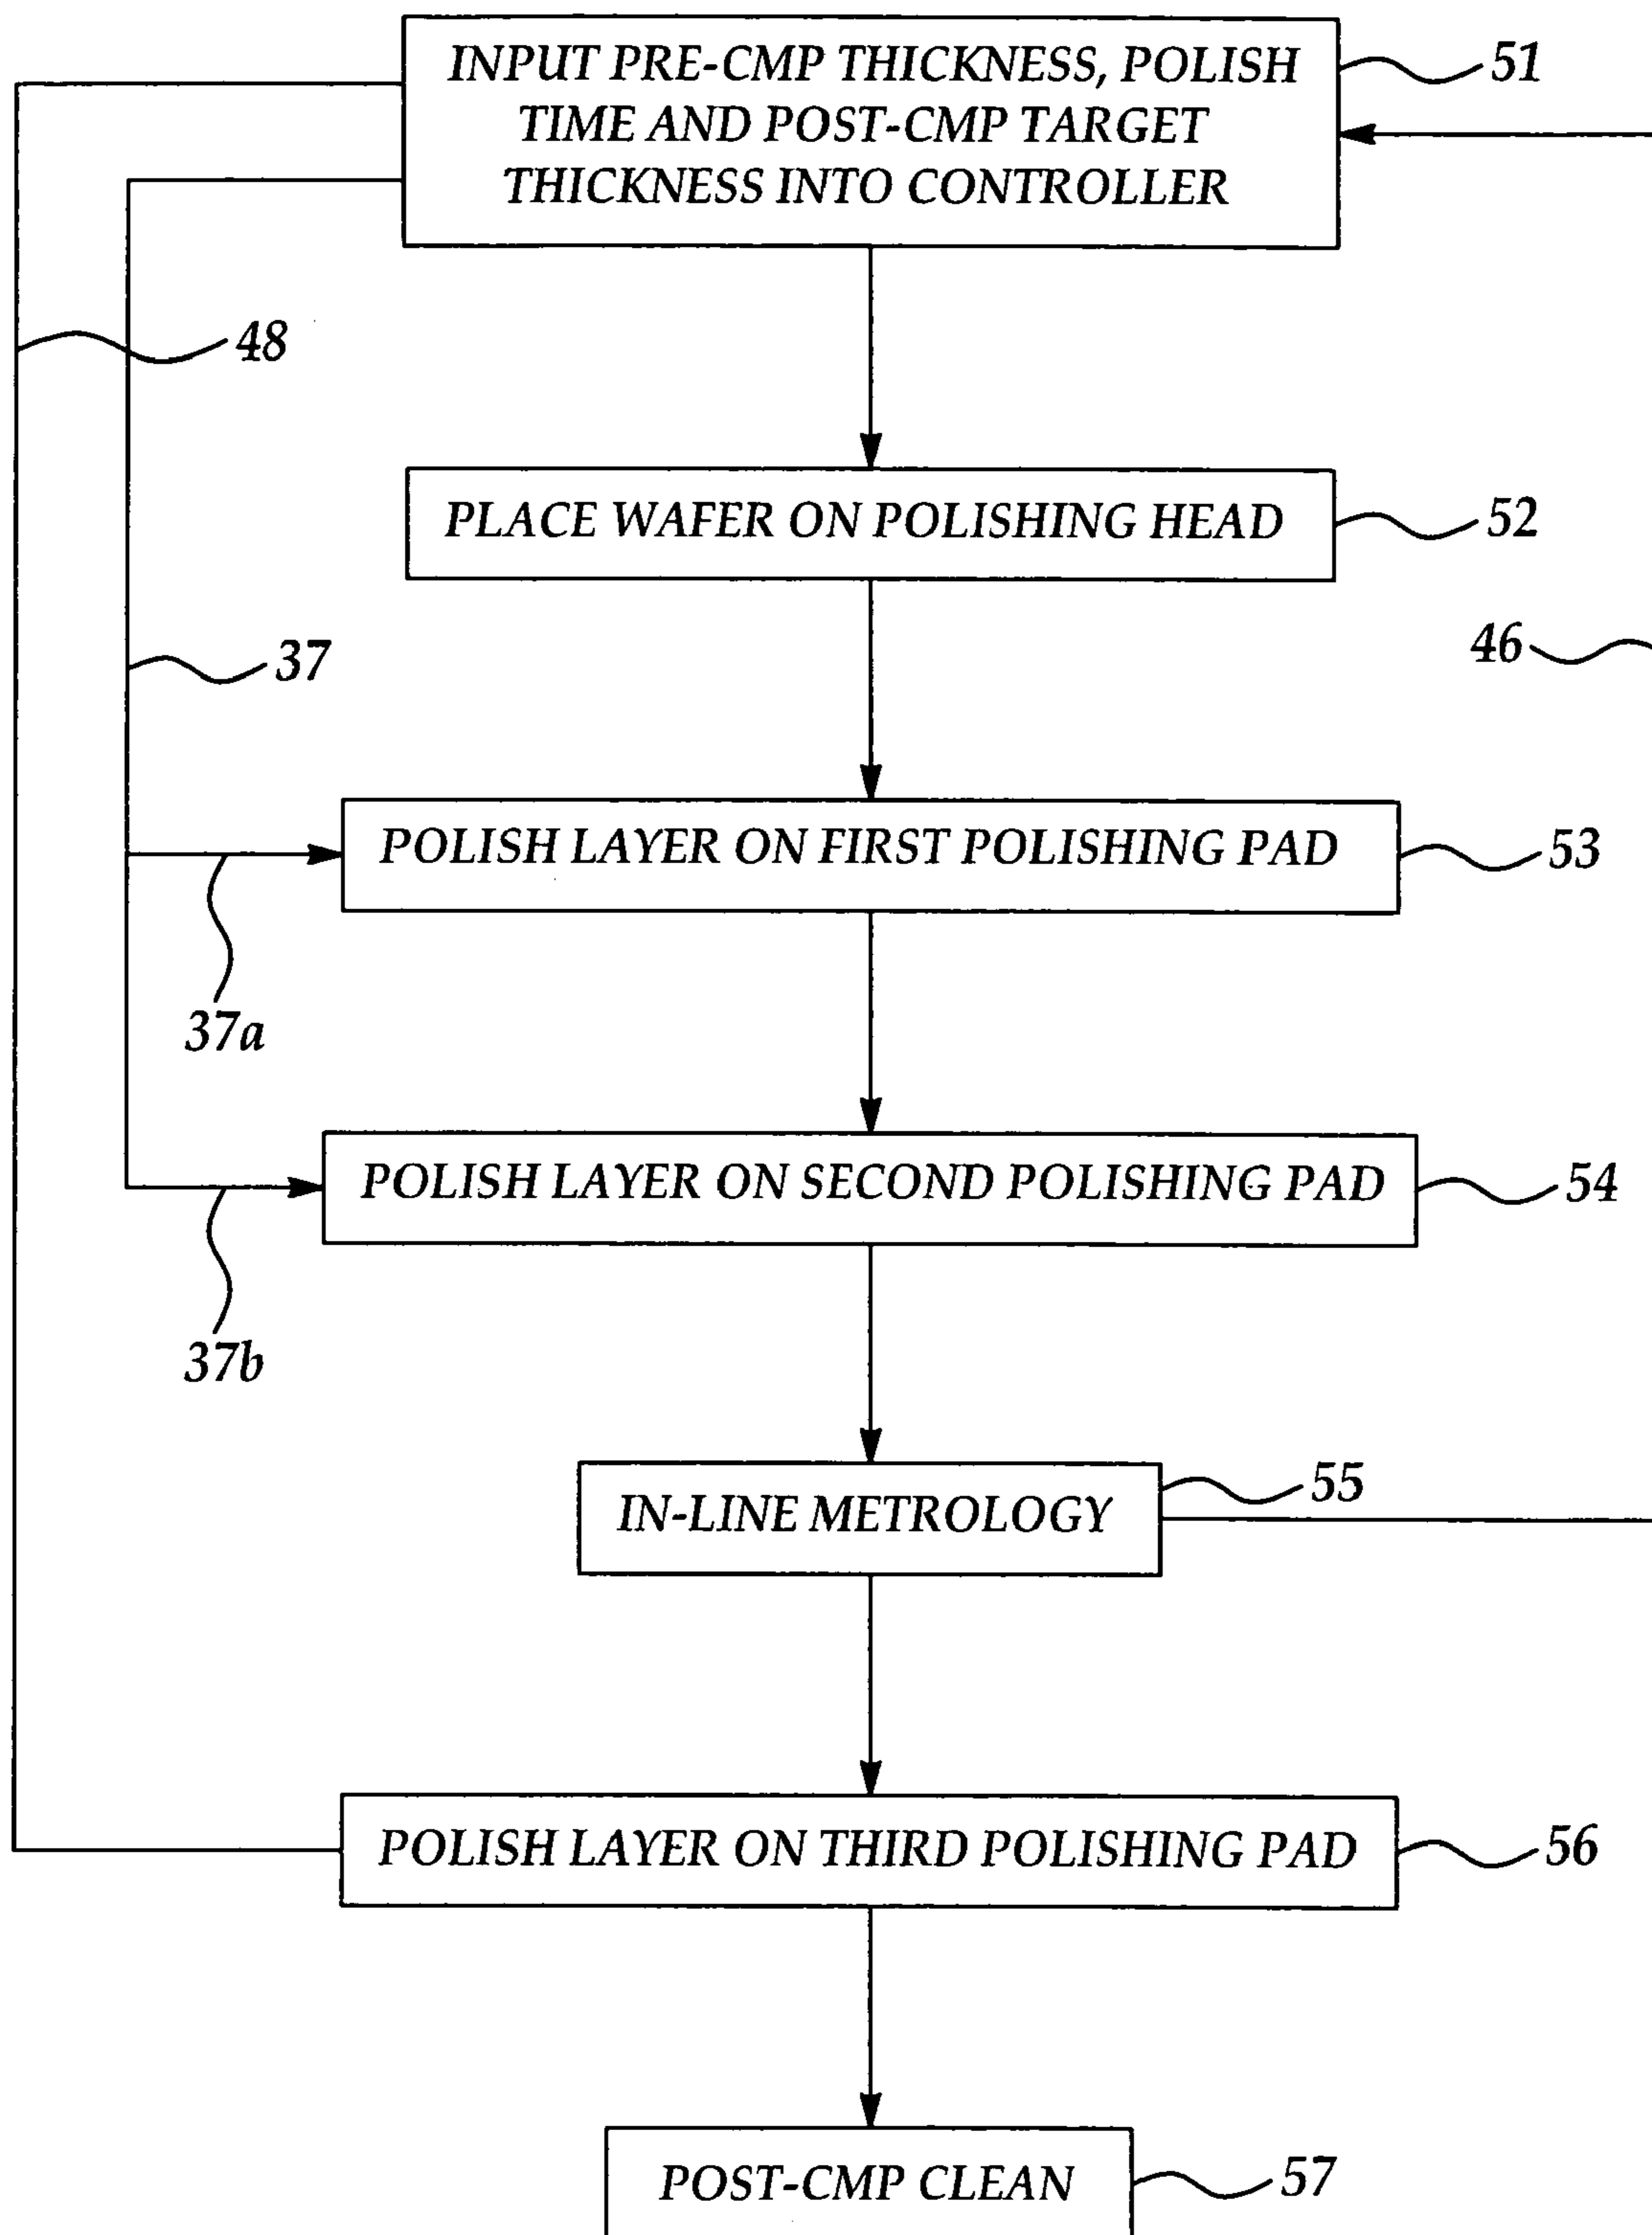 INPUT PRE-CMP THICKNESS, POLISH
TIME AND POST-CMP TARGET
THICKNESS INTO CONTROLLER
51
48
PLACE WAFER ON POLISHING HEAD
52
46
37
POLISH LAYER ON FIRST POLISHING PAD
53
37a
POLISH LAYER ON SECOND POLISHING PAD
54
37b
IN-LINE METROLOGY
55
POLISH LAYER ON THIRD POLISHING PAD
56
POST-CMP CLEAN
57